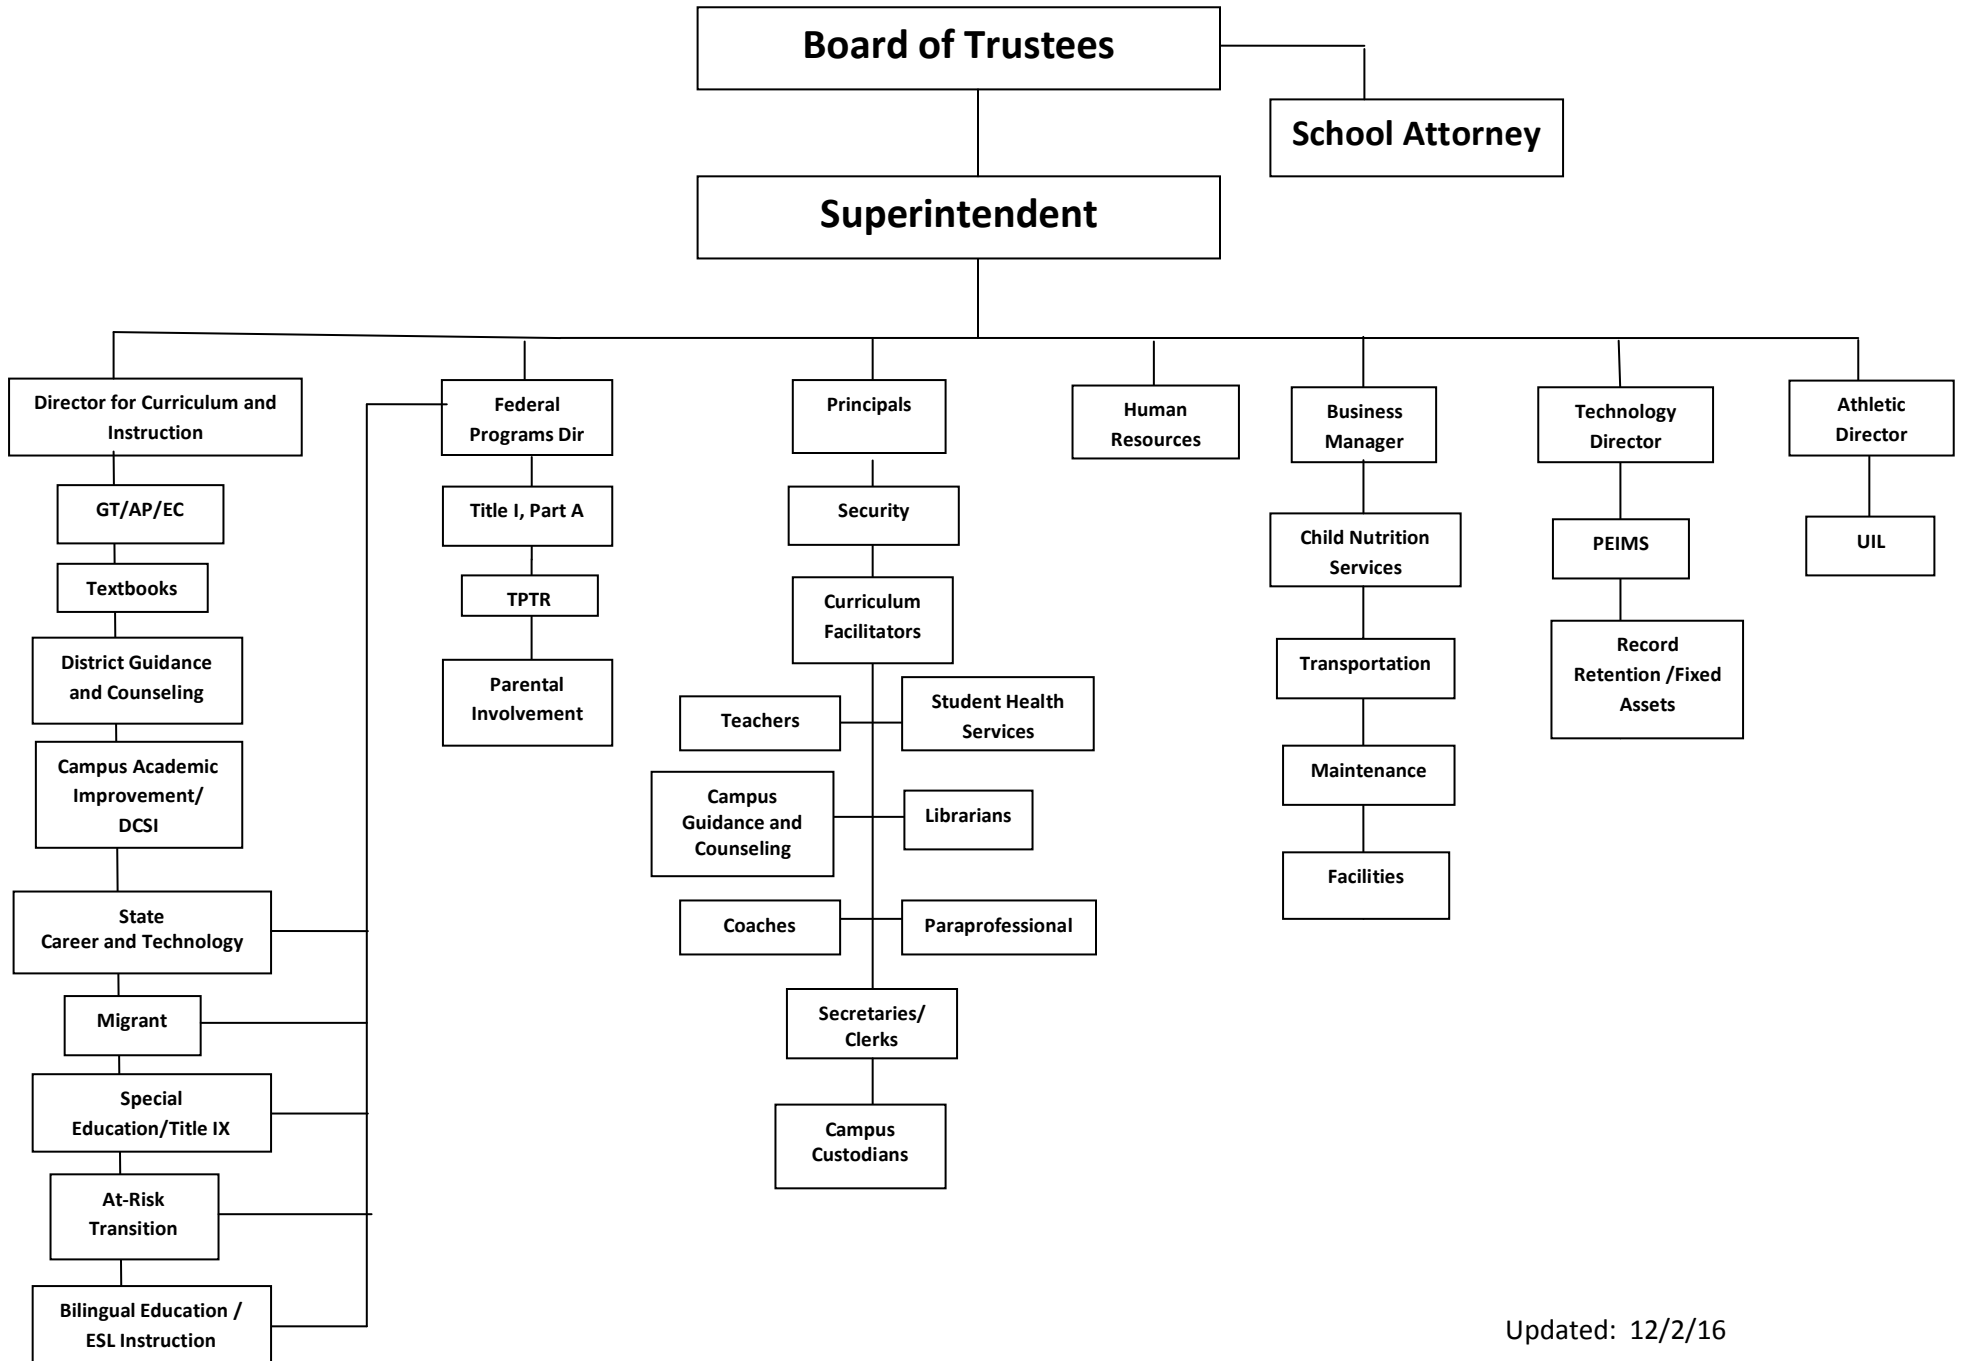 Board of Trustees
School Attorney
Superintendent
Director for Curriculum and
Instruction
GT/AP/EC
Textbooks
District Guidance
and Counseling
Campus Academic
Improvement/
DCSI
State
Career and Technology
Migrant
Special
Education/Title IX
At-Risk
Transition
Bilingual Education /
ESL Instruction
Federal
Programs Dir
Title I, Part A
TPTR
Parental
Involvement
Principals
Security
Curriculum
Facilitators
Teachers
Student Health
Services
Campus
Guidance and
Counseling
Librarians
Coaches
Paraprofessional
Secretaries/
Clerks
Campus
Custodians
Human
Resources
Business
Manager
Child Nutrition
Services
Transportation
Maintenance
Facilities
Technology
Director
PEIMS
Record
Retention /Fixed
Assets
Athletic
Director
UIL
Updated: 12/2/16